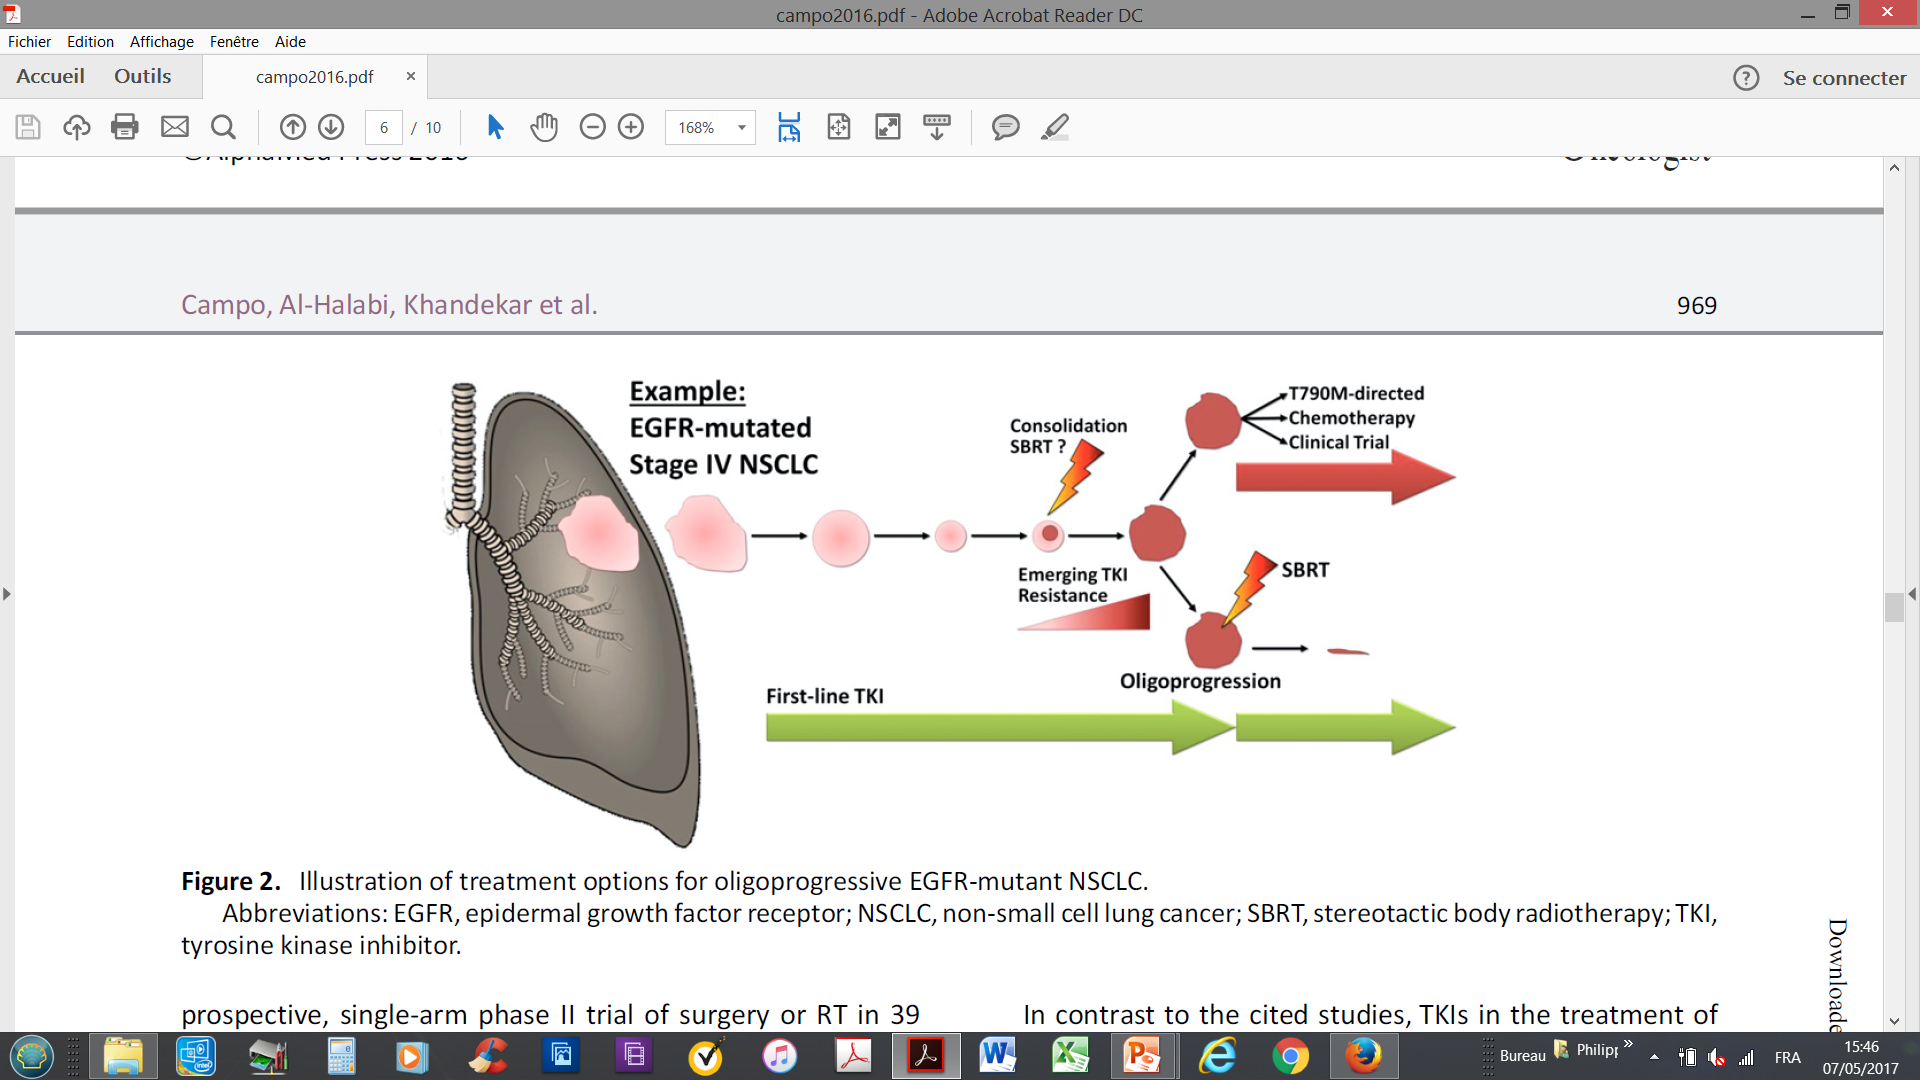 campo2016.pdf - Adobe Acrobat Reader DC
Fichier Edition Affichage Fenêtre Aide
Accueil Outils campo2016.pdf × ? Se connecter
6 / 10 168%
Campo, Al-Halabi, Khandekar et al. 969
Example:
EGFR-mutated
Stage IV NSCLC
Consolidation
SBRT ?
T790M-directed
Chemotherapy
Clinical Trial
Emerging TKI
Resistance
SBRT
Oligoprogression
First-line TKI
Figure 2. Illustration of treatment options for oligoprogressive EGFR-mutant NSCLC.
Abbreviations: EGFR, epidermal growth factor receptor; NSCLC, non-small cell lung cancer; SBRT, stereotactic body radiotherapy; TKI,
tyrosine kinase inhibitor.
prospective, single-arm phase II trial of surgery or RT in 39
In contrast to the cited studies, TKIs in the treatment of
Downloade
Bureau Philipp » FRA
15:46
07/05/2017